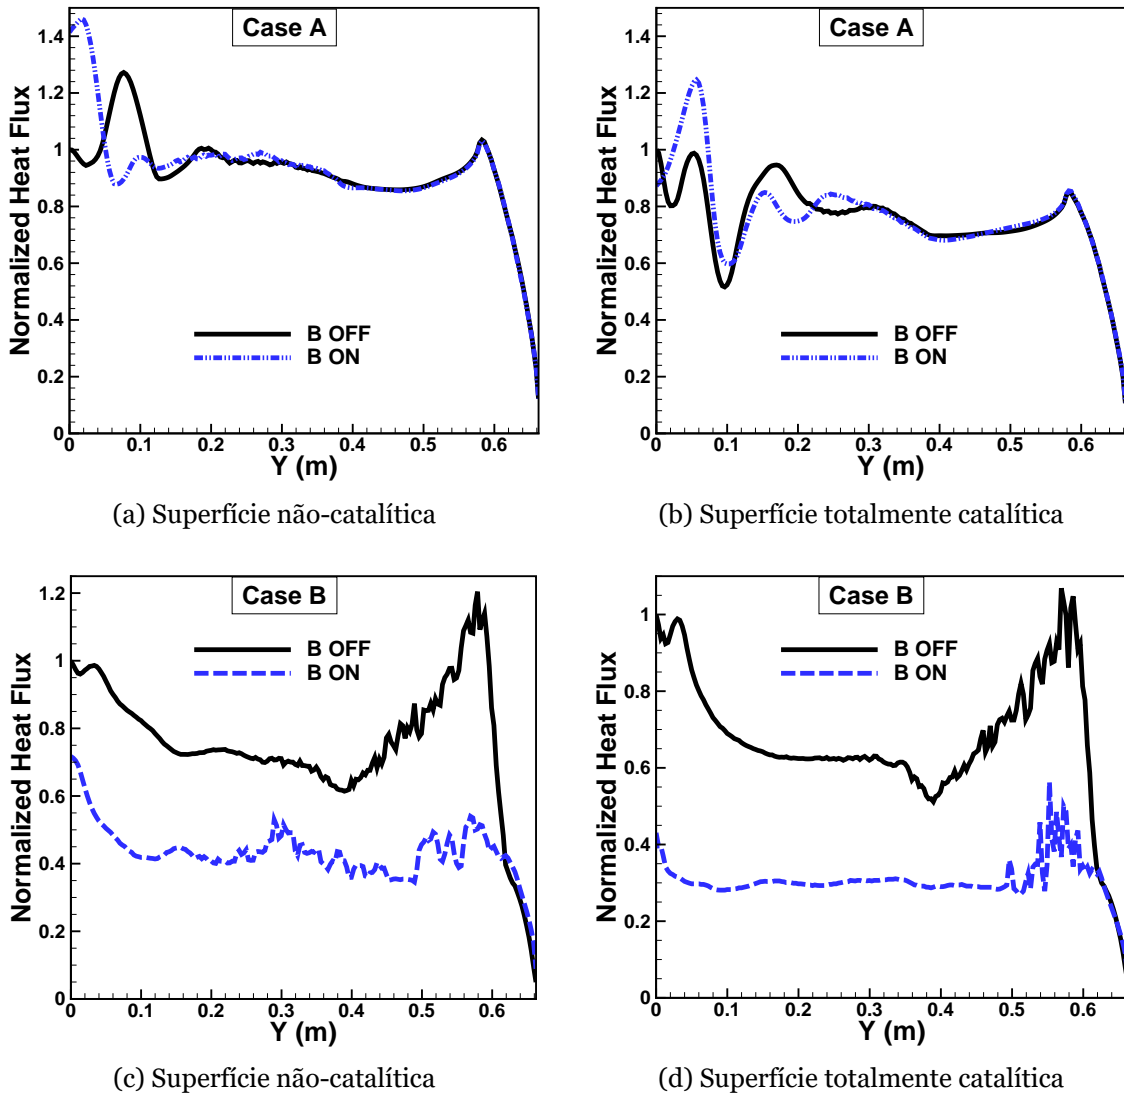 Case A
Normalized Heat Flux
1.4
1.2
1
0.8
0.6
0.4
0.2
0
B OFF
B ON
0 0.1 0.2 0.3 0.4 0.5 0.6
Y (m)
(a) Superfície não-catalítica
Case A
Normalized Heat Flux
1.4
1.2
1
0.8
0.6
0.4
0.2
0
B OFF
B ON
0 0.1 0.2 0.3 0.4 0.5 0.6
Y (m)
(b) Superfície totalmente catalítica
Case B
Normalized Heat Flux
1.2
1
0.8
0.6
0.4
0.2
0
B OFF
B ON
0 0.1 0.2 0.3 0.4 0.5 0.6
Y (m)
(c) Superfície não-catalítica
Case B
Normalized Heat Flux
1
0.8
0.6
0.4
0.2
0
B OFF
B ON
0 0.1 0.2 0.3 0.4 0.5 0.6
Y (m)
(d) Superfície totalmente catalítica